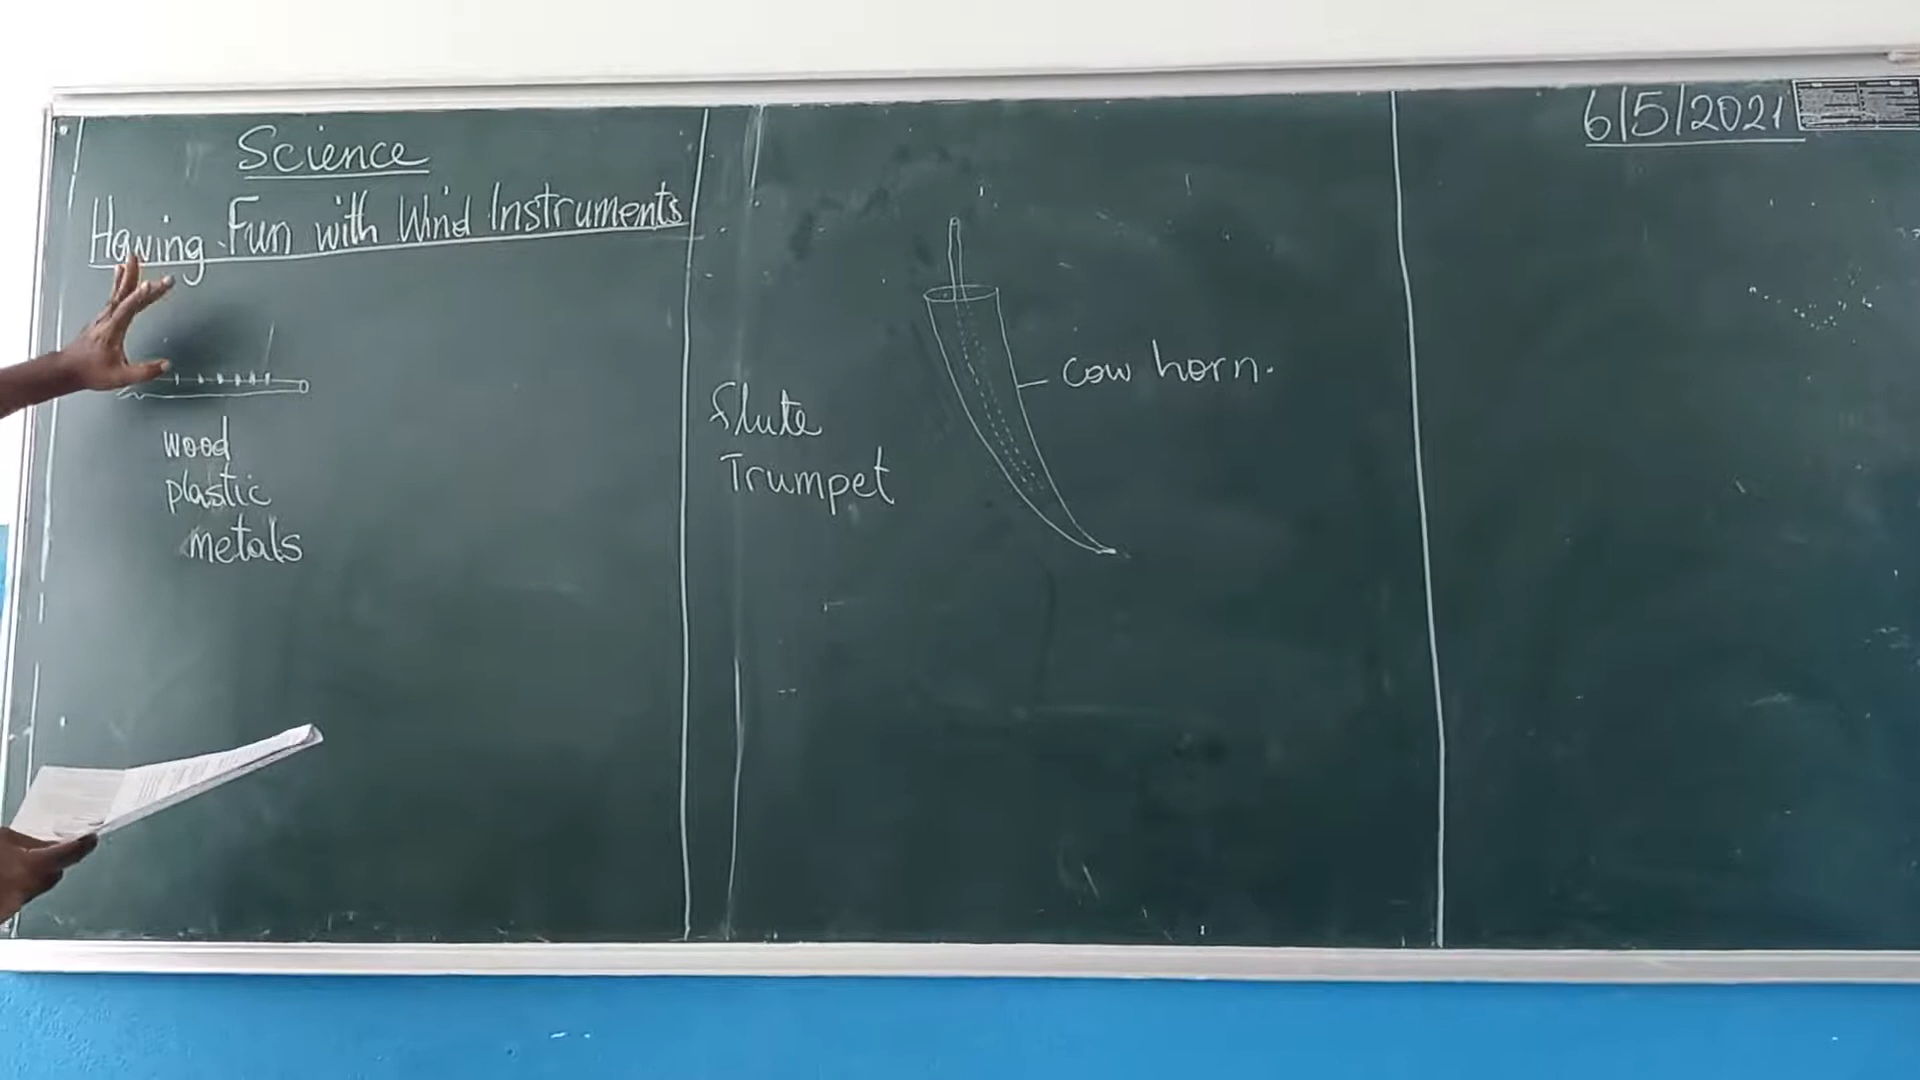 Science
Having Fun with Wind Instruments
wood
plastic
metals
flute
Trumpet
cow horn.
6/5/2021